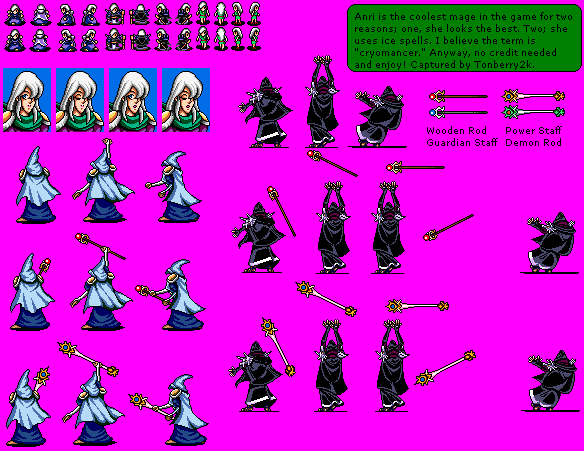 Anri is the coolest mage in the game for two
reasons; one, she looks the best. Two; she
uses ice spells. I believe the term is
"cryomancer." Anyway, no credit needed
and enjoy! Captured by Tonberry2k.
Wooden Rod
Guardian Staff
Power Staff
Demon Rod